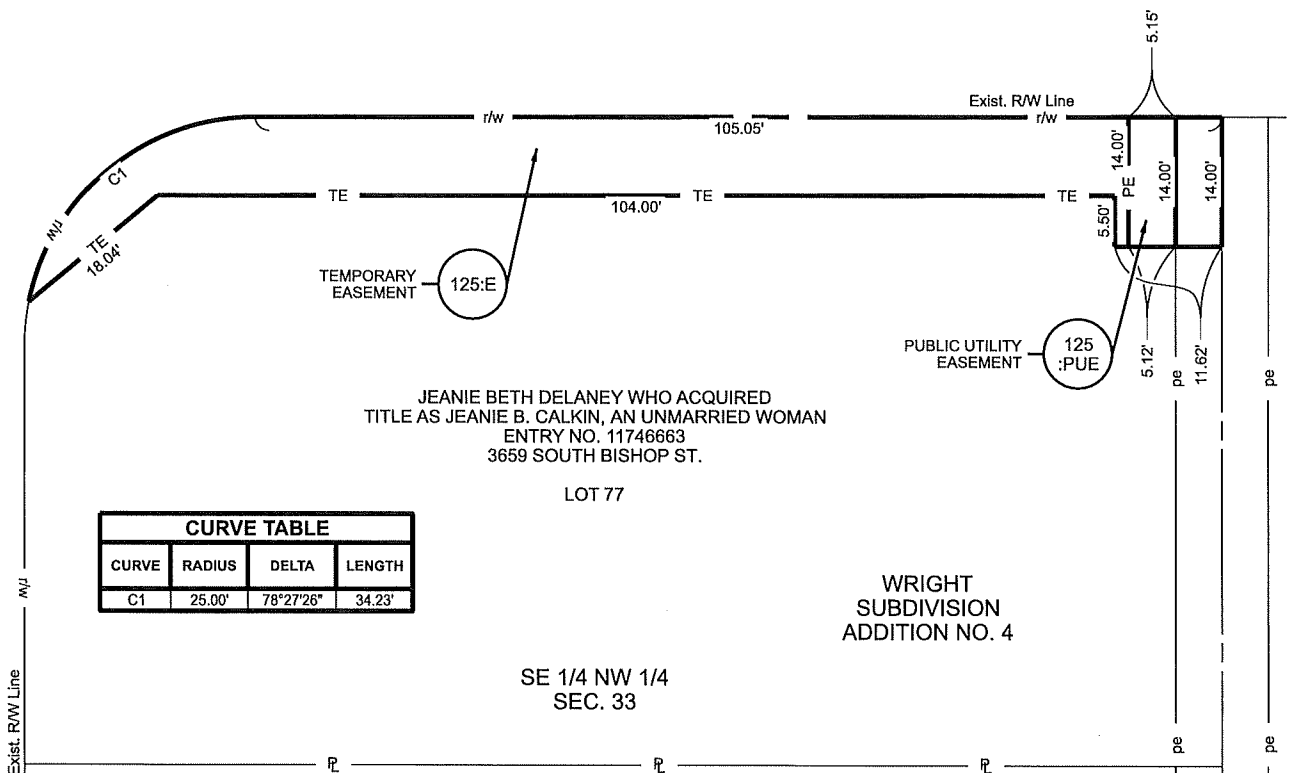 5.15'
Exist. R/W Line
r/w
105.05'
r/w
C1
14.00'
PE
14.00'
14.00'
pe
r/w
TE
18.04'
TE
104.00'
TE
TE
5.50'
TEMPORARY
EASEMENT
125:E
PUBLIC UTILITY
EASEMENT
125
:PUE
5.12'
pe
11.62'
pe
JEANIE BETH DELANEY WHO ACQUIRED
TITLE AS JEANIE B. CALKIN, AN UNMARRIED WOMAN
ENTRY NO. 11746663
3659 SOUTH BISHOP ST.
LOT 77
CURVE TABLE
CURVE RADIUS DELTA LENGTH
C1 25.00' 78°27'26" 34.23'
r/w
WRIGHT
SUBDIVISION
ADDITION NO. 4
SE 1/4 NW 1/4
SEC. 33
Exist. R/W Line
PL
PL
PL
pe
pe